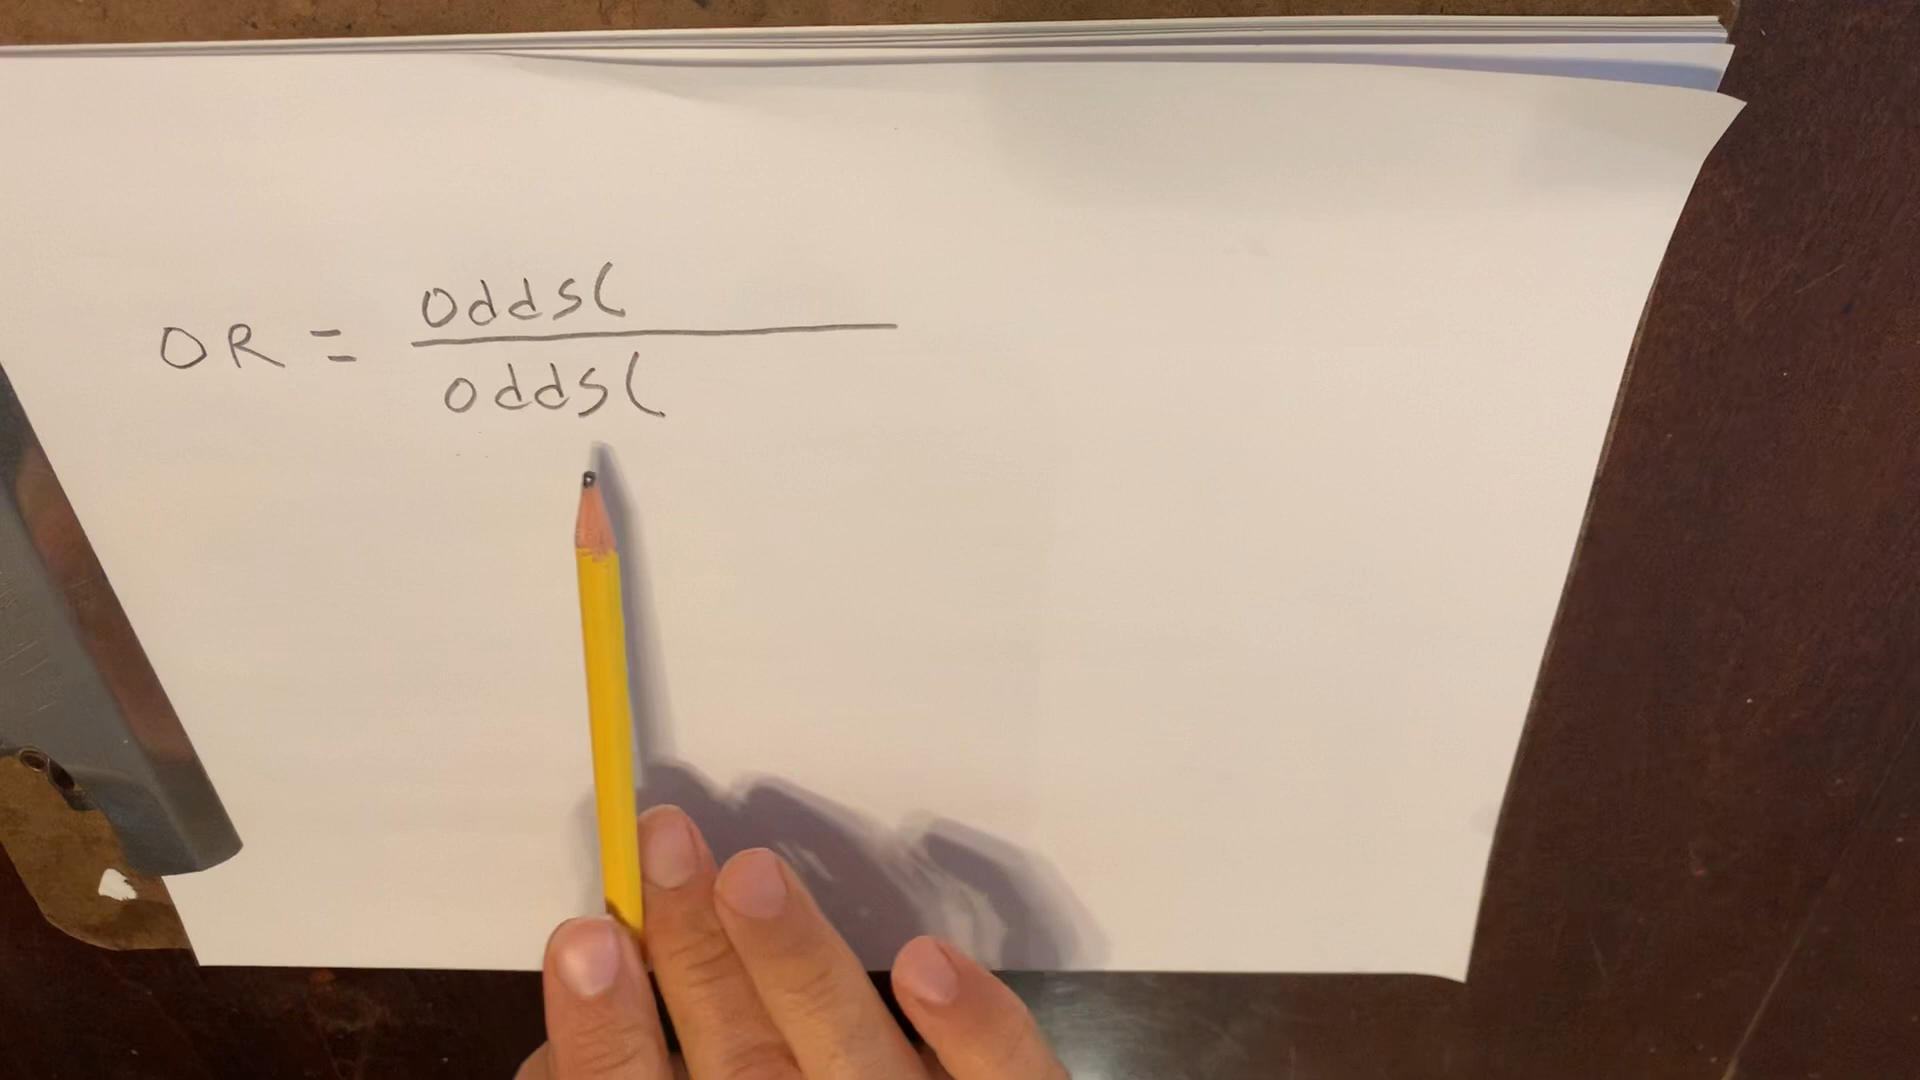 OR = odds(
odds(